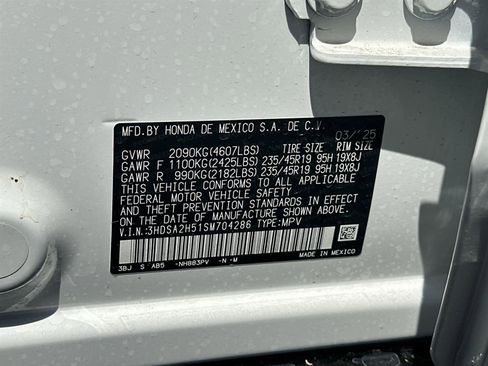 MFD.BY HONDA DE MEXICO S.A. DE C.V. 03/25
GVWR 2090KG(4607LBS) TIRE SIZE RIM SIZE
GAWR F 1100KG(2425LBS) 235/45R19 95H 19X8J
GAWR R 990KG(2182LBS) 235/45R19 95H 19X8J
THIS VEHICLE CONFORMS TO ALL APPLICABLE
FEDERAL MOTOR VEHICLE SAFETY STANDARDS IN EFFECT
ON THE DATE OF MANUFACTURE SHOWN ABOVE.
V.I.N:3HDSA2H51SM704286 TYPE:MPV
3BJ S AB5 -NH883PV -N -M MADE IN MEXICO